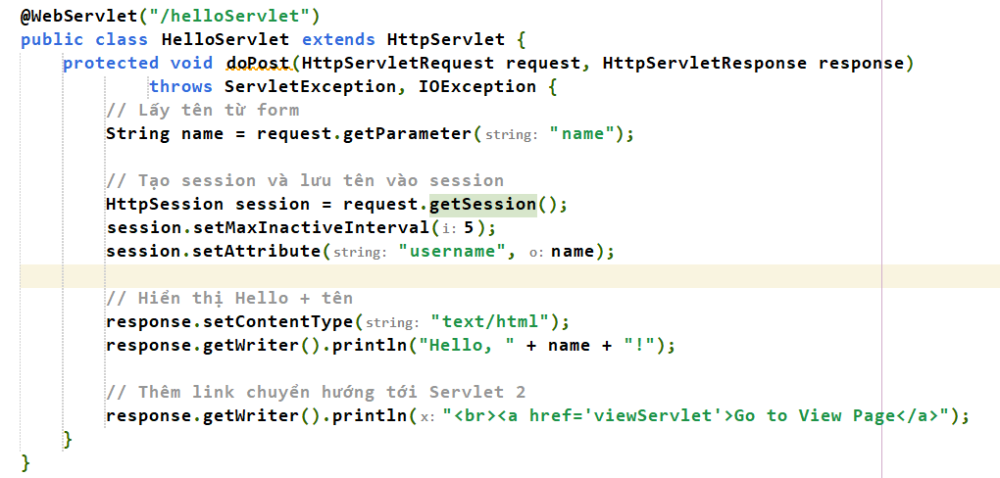 @WebServlet("/helloServlet")
public class HelloServlet extends HttpServlet {
protected void doPost(HttpServletRequest request, HttpServletResponse response)
throws ServletException, IOException {
// Lấy tên từ form
String name = request.getParameter( string: "name");
// Tạo session và lưu tên vào session
HttpSession session = request.getSession();
session.setMaxInactiveInterval( i: 5);
session.setAttribute( string: "username", o: name);
// Hiển thị Hello + tên
response.setContentType( string: "text/html");
response.getWriter().println("Hello, " + name + "!");
// Thêm link chuyển hướng tới Servlet 2
response.getWriter().println( x: "<br><a href='viewServlet'>Go to View Page</a>");
}
}